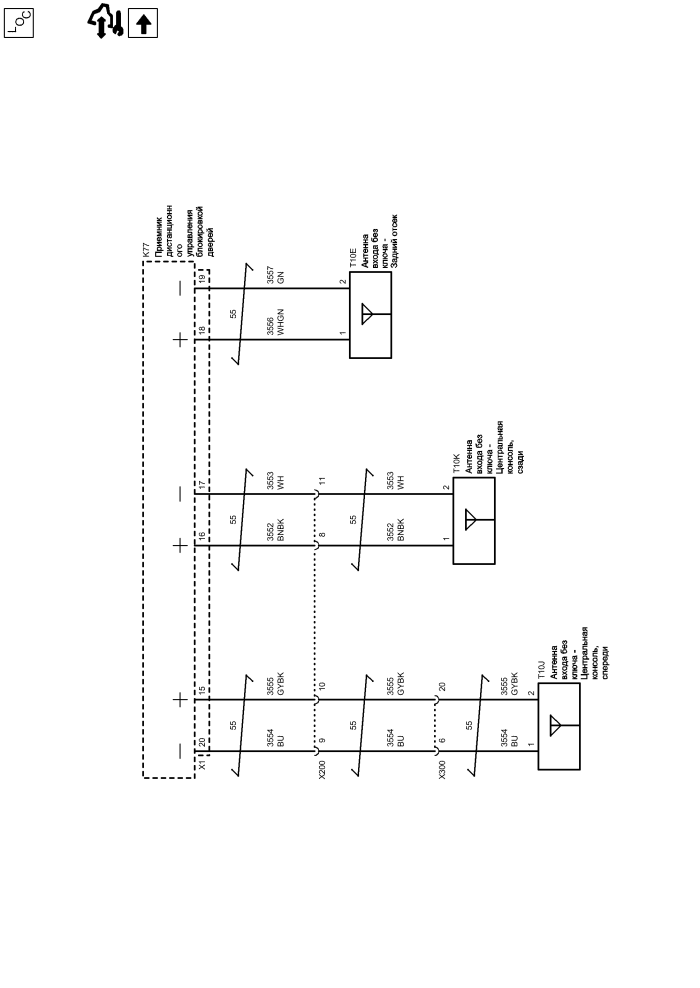 LOC
K77
Приемник
дистанционн
ого
управления
блокировкой
дверей
X1
20
15
16
17
18
19
55
3554
BU
3555
GYBK
55
3552
BNBK
3553
WH
55
3556
WHGN
3557
GN
X200
9
10
8
11
55
3554
BU
3555
GYBK
55
3552
BNBK
3553
WH
X300
6
20
55
3554
BU
3555
GYBK
1
2
T10J
Антенна
входа без
ключа -
Центральная
консоль,
спереди
1
2
T10K
Антенна
входа без
ключа -
Центральная
консоль,
сзади
1
2
T10E
Антенна
входа без
ключа -
Задний отсек